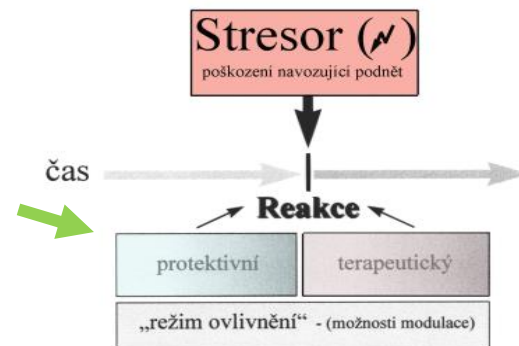 Stresor ( )
poškození navozující podnět
čas
Reakce
protektivní
terapeutický
„režim ovlivnění“ - (možnosti modulace)